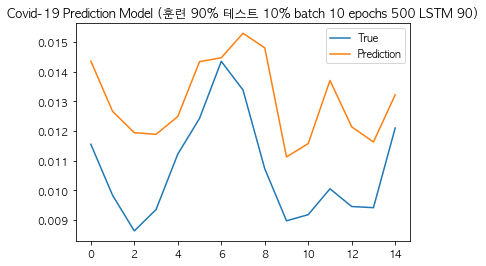 Covid-19 Prediction Model (훈련 90% 테스트 10% batch 10 epochs 500 LSTM 90)
True
Prediction
0.015
0.014
0.013
0.012
0.011
0.010
0.009
0 2 4 6 8 10 12 14